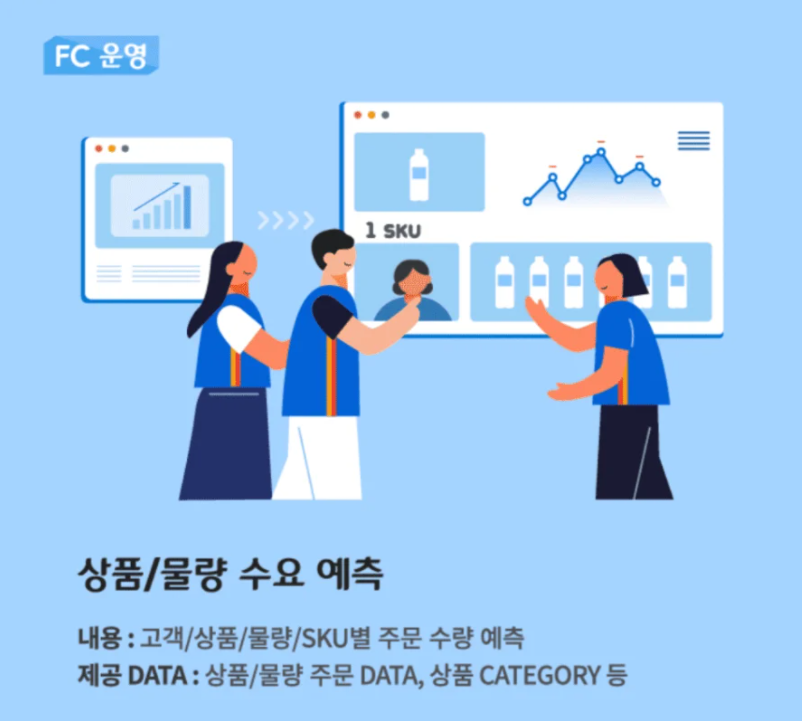 FC 운영
1 SKU
상품/물량 수요 예측
내용 : 고객/상품/물량/SKU별 주문 수량 예측
제공 DATA : 상품/물량 주문 DATA, 상품 CATEGORY 등